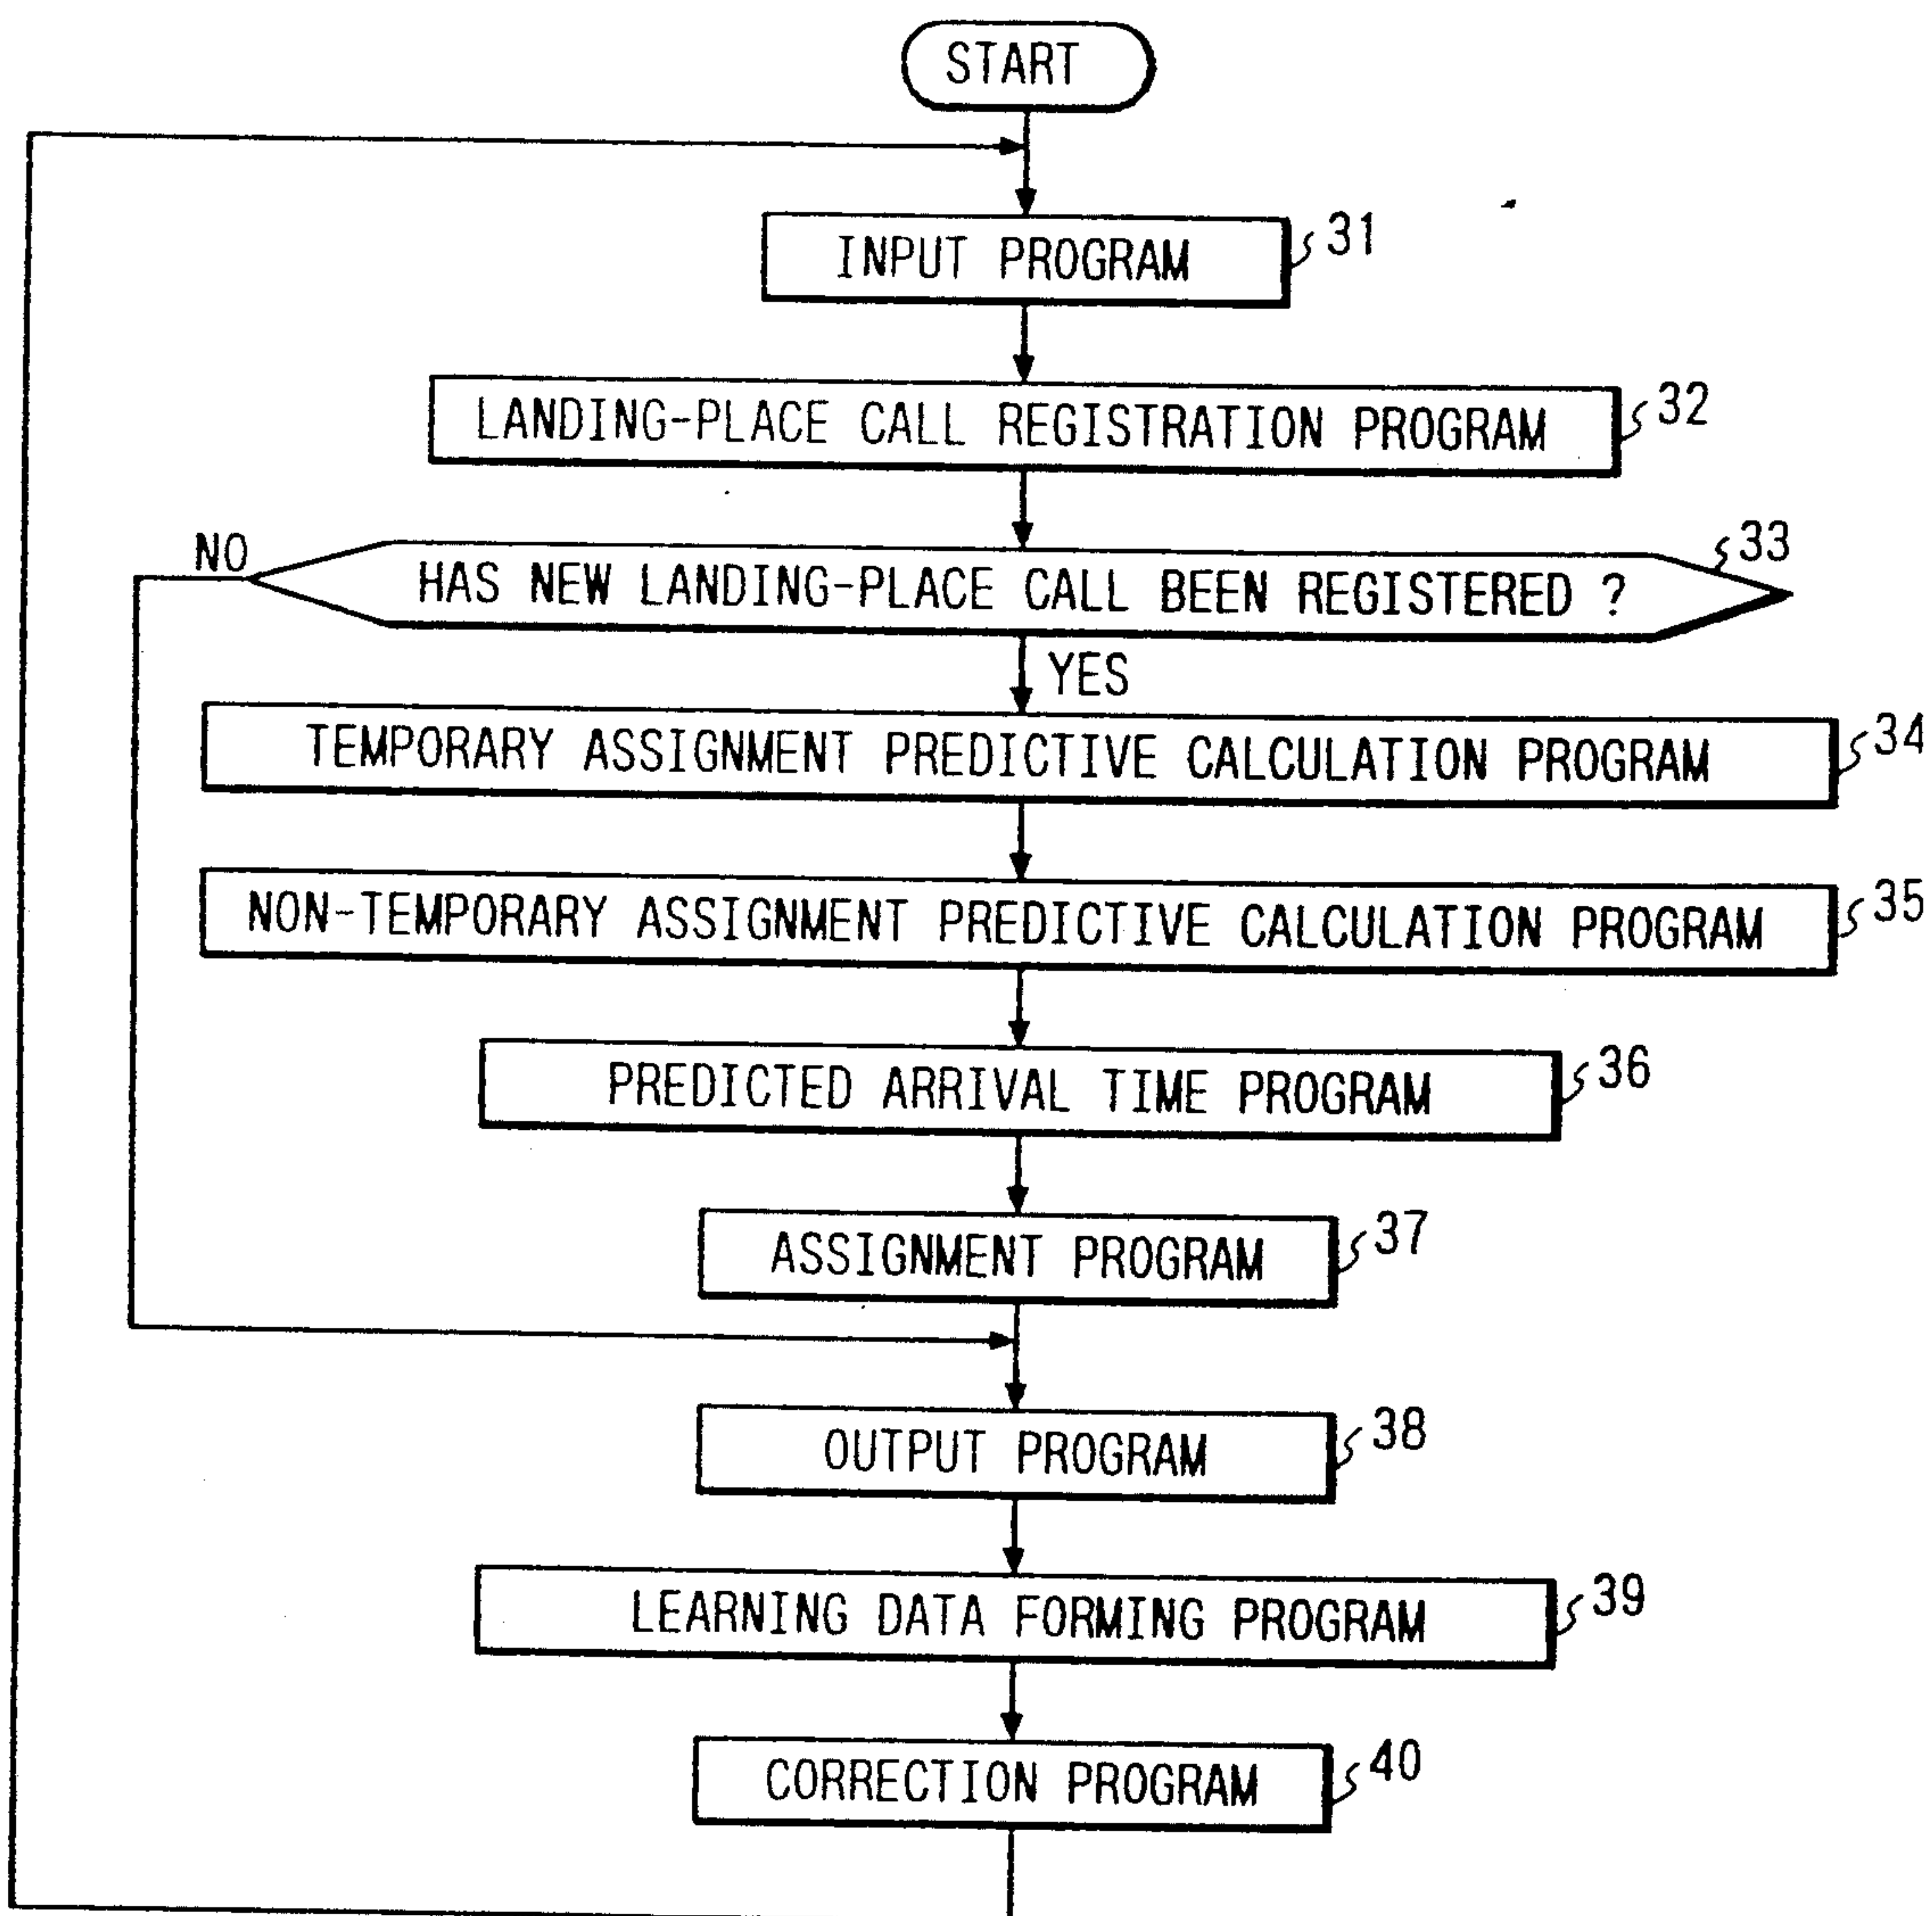 START
INPUT PROGRAM
31
LANDING-PLACE CALL REGISTRATION PROGRAM
32
NO
HAS NEW LANDING-PLACE CALL BEEN REGISTERED ?
33
YES
TEMPORARY ASSIGNMENT PREDICTIVE CALCULATION PROGRAM
34
NON-TEMPORARY ASSIGNMENT PREDICTIVE CALCULATION PROGRAM
35
PREDICTED ARRIVAL TIME PROGRAM
36
ASSIGNMENT PROGRAM
37
OUTPUT PROGRAM
38
LEARNING DATA FORMING PROGRAM
39
CORRECTION PROGRAM
40